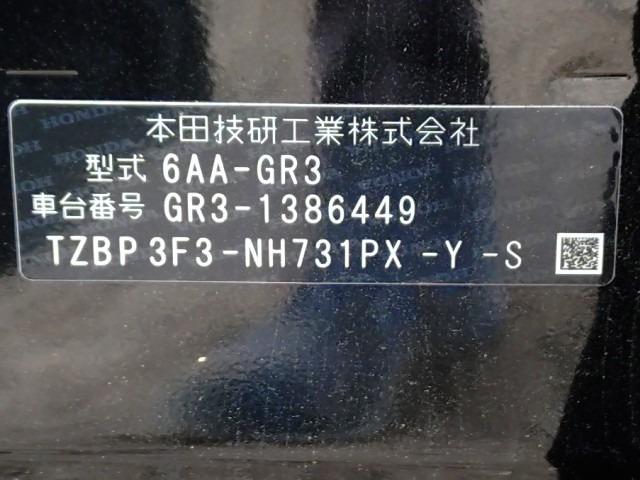 本田技研工業株式会社
型式 6AA-GR3
車台番号 GR3-1386449
TZBP3F3-NH731PX-Y-S